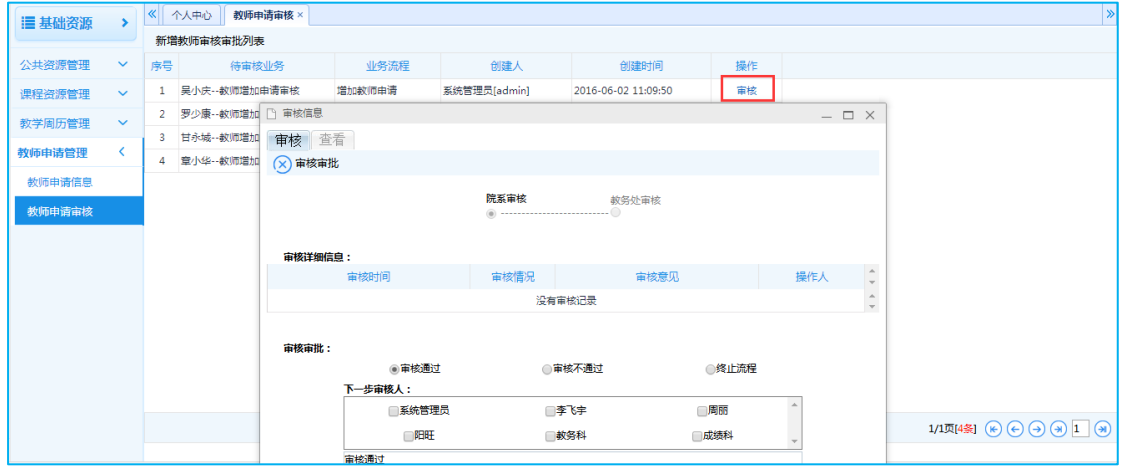 基础资源
个人中心 教师申请审核 ×
新增教师审核审批列表
公共资源管理
课程资源管理
教学周历管理
教师申请管理
教师申请信息
教师申请审核
序号 待审核业务 业务流程 创建人 创建时间 操作
1 吴小庆--教师增加申请审核 增加教师申请 系统管理员[admin] 2016-06-02 11:09:50 审核
2 罗少康--教师增加
3 甘永城--教师增加
4 童小华--教师增加
审核信息
审核 查看
审核审批
院系审核 教务处审核
审核详细信息：
审核时间 审核情况 审核意见 操作人
没有审核记录
审核审批：
审核通过 审核不通过 终止流程
下一步审核人：
系统管理员 李飞宇 周丽
阳旺 教务科 成绩科
审核通过
1/1页[4条] 1